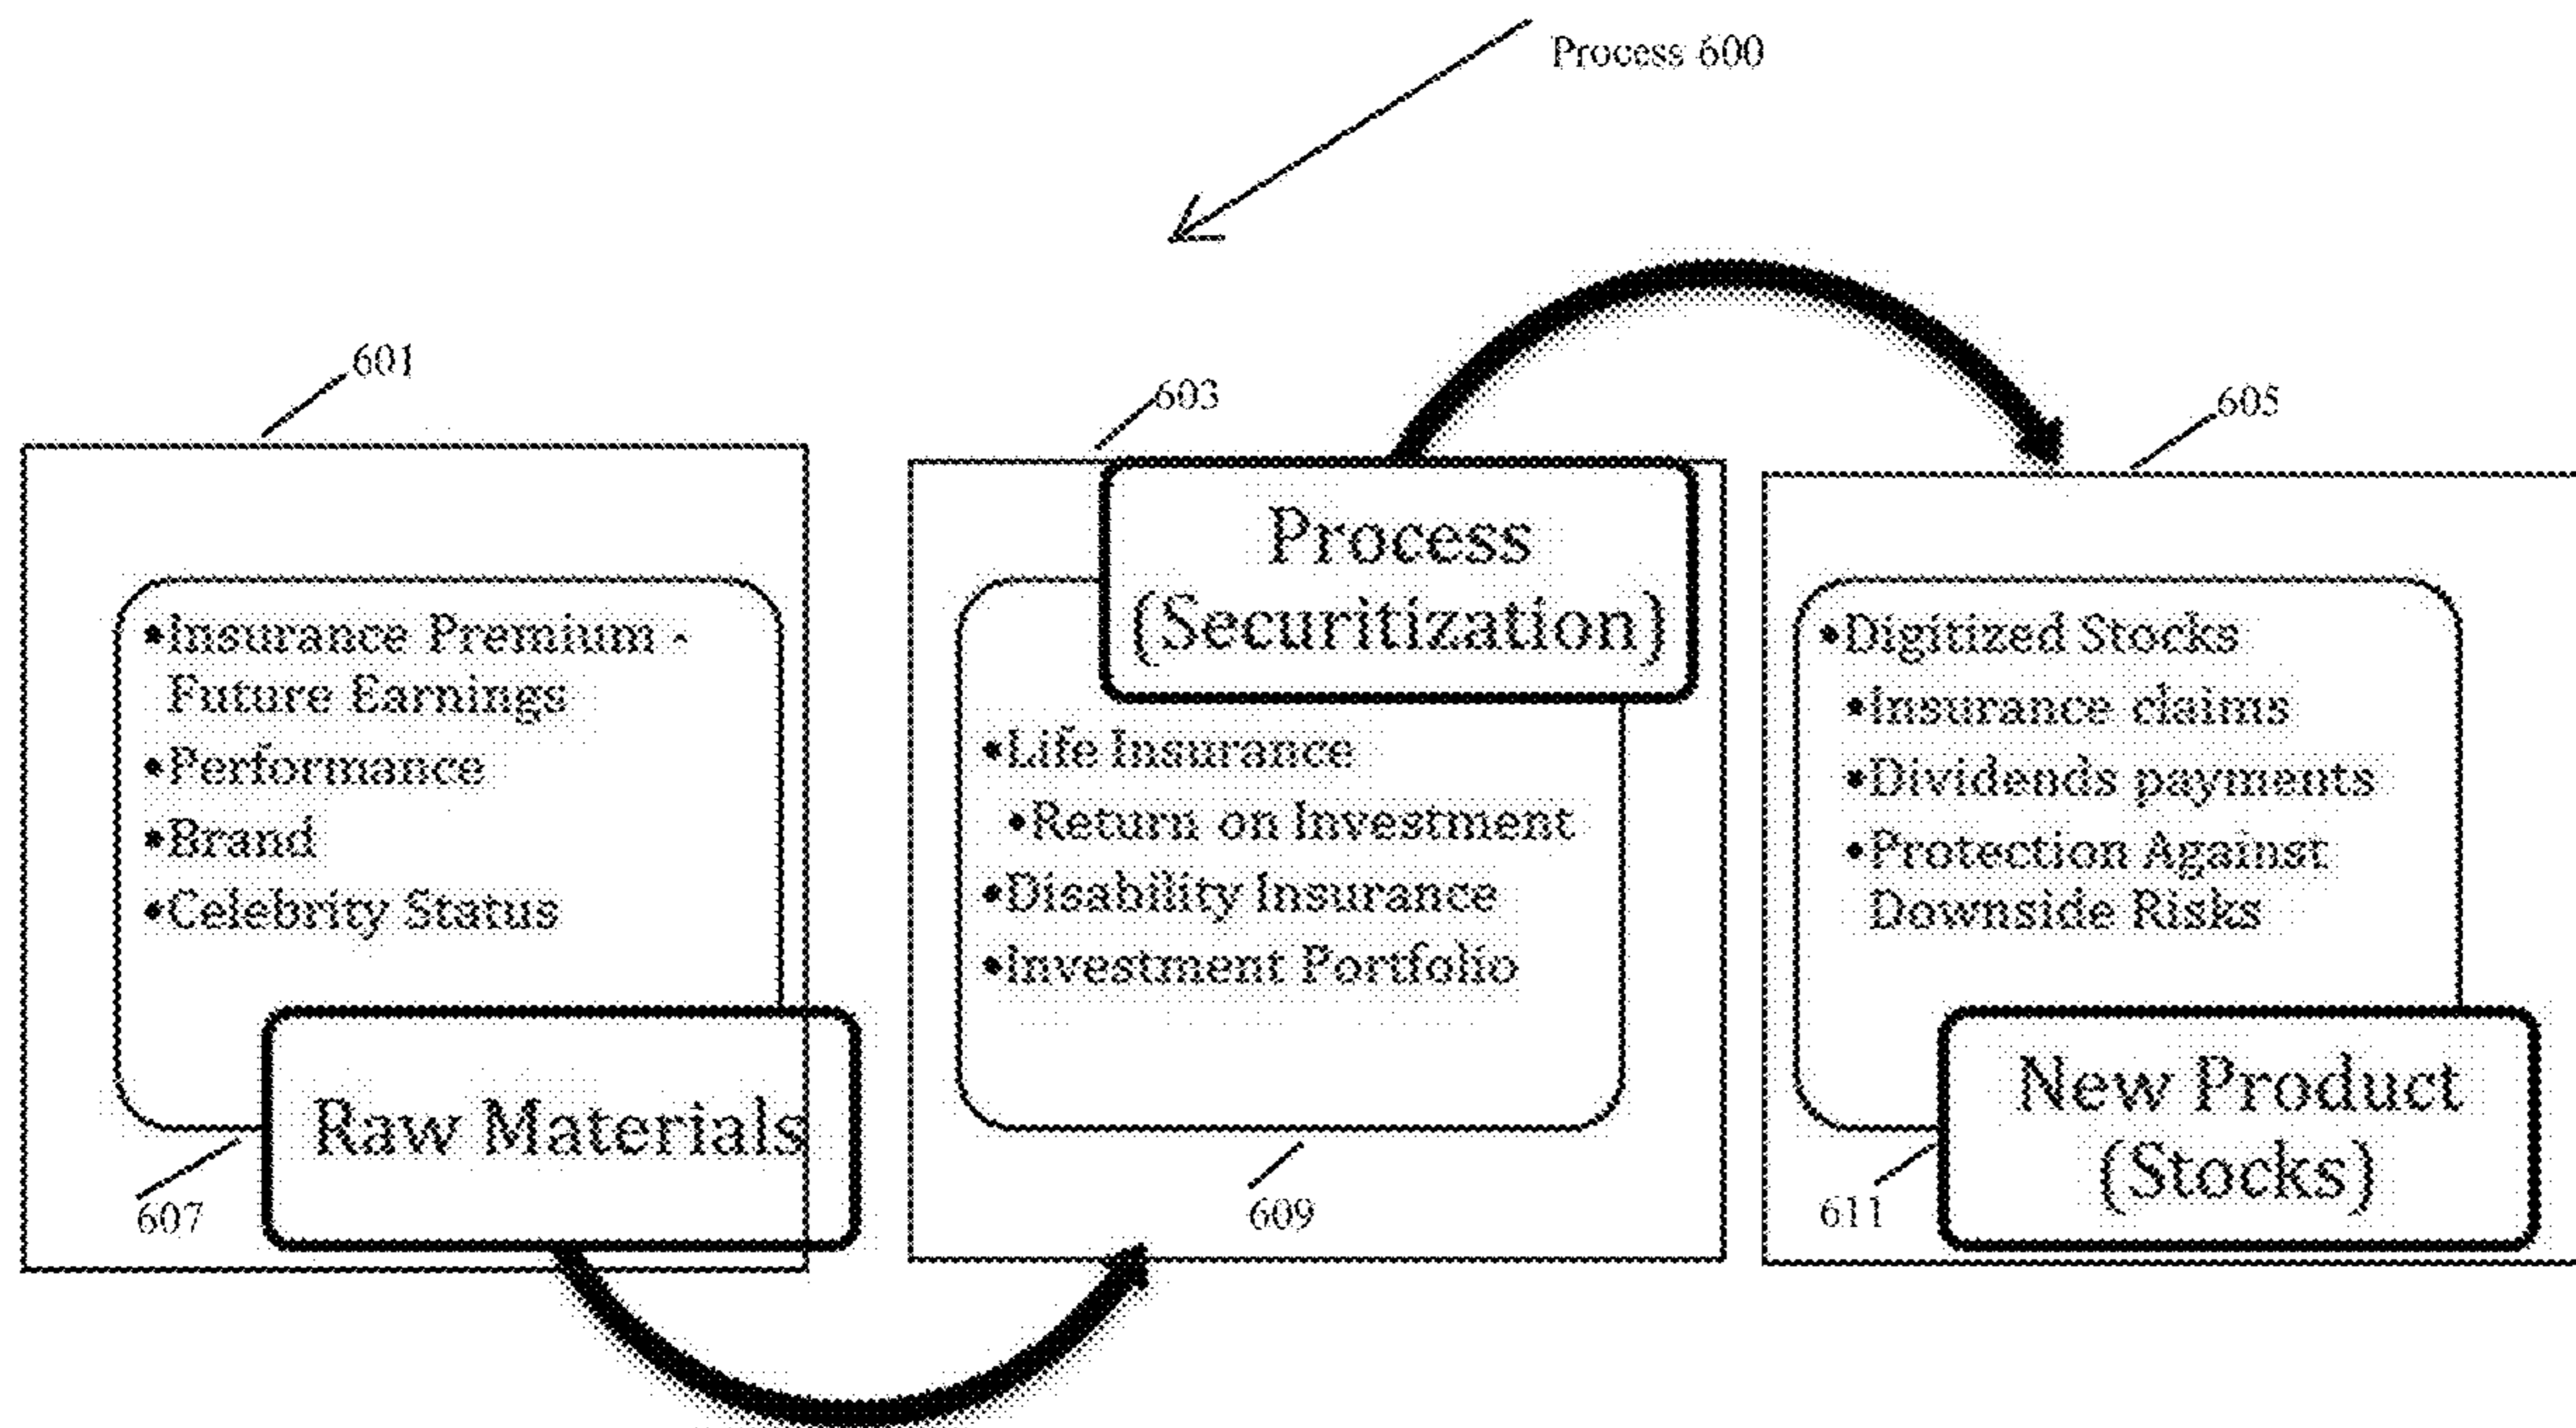 Process 600
601
•Insurance Premium -
Future Earnings
•Performance
•Brand
•Celebrity Status
Raw Materials
607
603
Process
(Securitization)
•Life Insurance
•Return on Investment
•Disability Insurance
•Investment Portfolio
609
605
•Digitized Stocks
•Insurance claims
•Dividends payments
•Protection Against
Downside Risks
New Product
(Stocks)
611